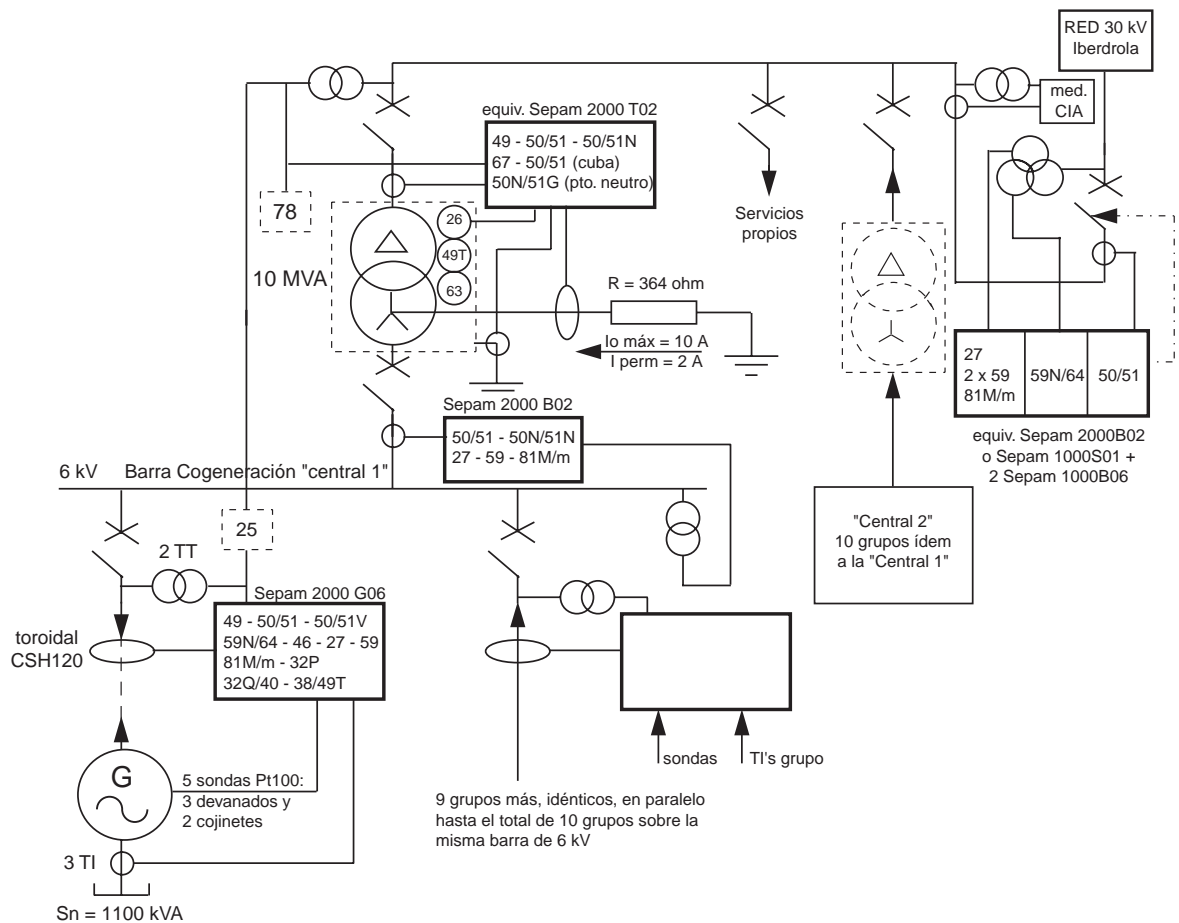 RED 30 kV
Iberdrola
med.
CIA
equiv. Sepam 2000 T02
49 - 50/51 - 50/51N
67 - 50/51 (cuba)
50N/51G (pto. neutro)
78
26
49T
63
10 MVA
Servicios
propios
R = 364 ohm
Io máx = 10 A
I perm = 2 A
27
2 x 59
81M/m
59N/64
50/51
equiv. Sepam 2000B02
o Sepam 1000S01 +
2 Sepam 1000B06
Sepam 2000 B02
50/51 - 50N/51N
27 - 59 - 81M/m
6 kV
Barra Cogeneración "central 1"
25
"Central 2"
10 grupos ídem
a la "Central 1"
2 TT
Sepam 2000 G06
49 - 50/51 - 50/51V
59N/64 - 46 - 27 - 59
81M/m - 32P
32Q/40 - 38/49T
toroidal
CSH120
sondas
TI's grupo
G
5 sondas Pt100:
3 devanados y
2 cojinetes
9 grupos más, idénticos, en paralelo
hasta el total de 10 grupos sobre la
misma barra de 6 kV
3 TI
Sn = 1100 kVA